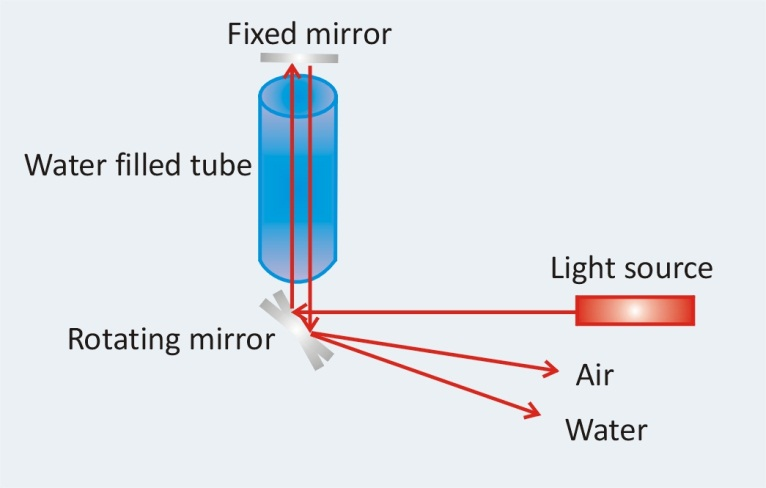 Fixed mirror
Water filled tube
Light source
Rotating mirror
Air
Water